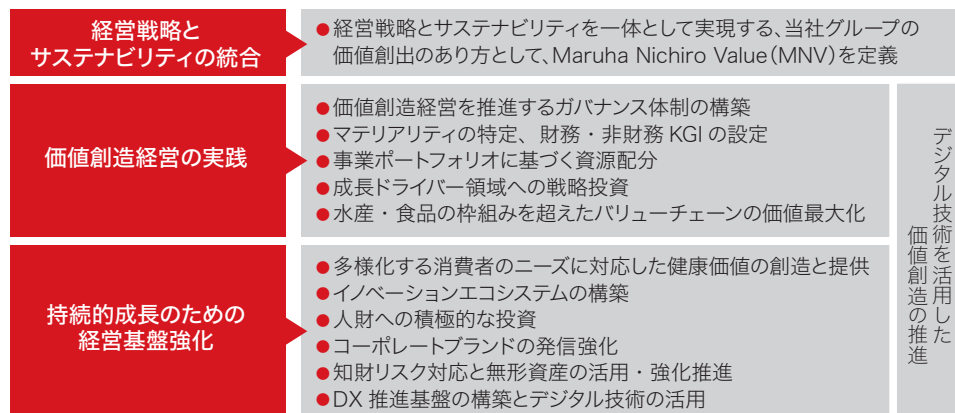 経営戦略と
サステナビリティの統合
●経営戦略とサステナビリティを一体として実現する、当社グループの
価値創出のあり方として、Maruha Nichiro Value（MNV）を定義
価値創造経営の実践
●価値創造経営を推進するガバナンス体制の構築
●マテリアリティの特定、財務・非財務 KGI の設定
●事業ポートフォリオに基づく資源配分
●成長ドライバー領域への戦略投資
●水産・食品の枠組みを超えたバリューチェーンの価値最大化
持続的成長のための
経営基盤強化
●多様化する消費者のニーズに対応した健康価値の創造と提供
●イノベーションエコシステムの構築
●人財への積極的な投資
●コーポレートブランドの発信強化
●知財リスク対応と無形資産の活用・強化推進
●DX 推進基盤の構築とデジタル技術の活用
デジタル技術を活用した
価値創造の推進